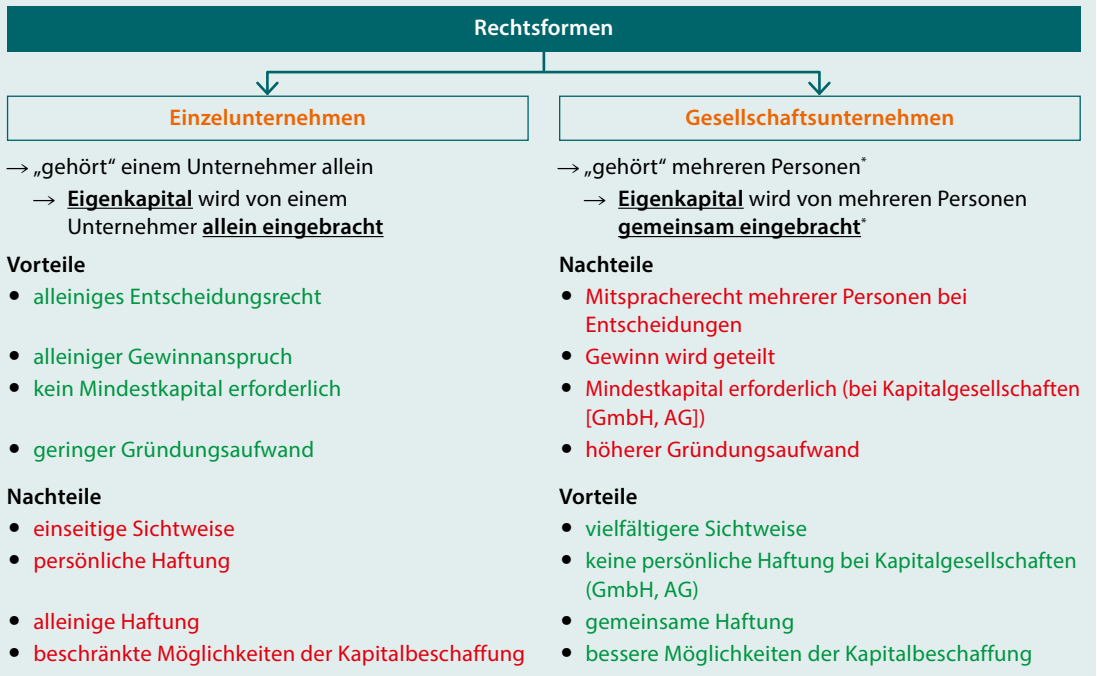 Rechtsformen
Einzelunternehmen
→ „gehört“ einem Unternehmer allein
→ Eigenkapital wird von einem
Unternehmer allein eingebracht
Vorteile
• alleiniges Entscheidungsrecht
• alleiniger Gewinnanspruch
• kein Mindestkapital erforderlich
• geringer Gründungsaufwand
Nachteile
• einseitige Sichtweise
• persönliche Haftung
• alleinige Haftung
• beschränkte Möglichkeiten der Kapitalbeschaffung
Gesellschaftsunternehmen
→ „gehört“ mehreren Personen*
→ Eigenkapital wird von mehreren Personen
gemeinsam eingebracht*
Nachteile
• Mitspracherecht mehrerer Personen bei
Entscheidungen
• Gewinn wird geteilt
• Mindestkapital erforderlich (bei Kapitalgesellschaften
[GmbH, AG])
• höherer Gründungsaufwand
Vorteile
• vielfältigere Sichtweise
• keine persönliche Haftung bei Kapitalgesellschaften
(GmbH, AG)
• gemeinsame Haftung
• bessere Möglichkeiten der Kapitalbeschaffung